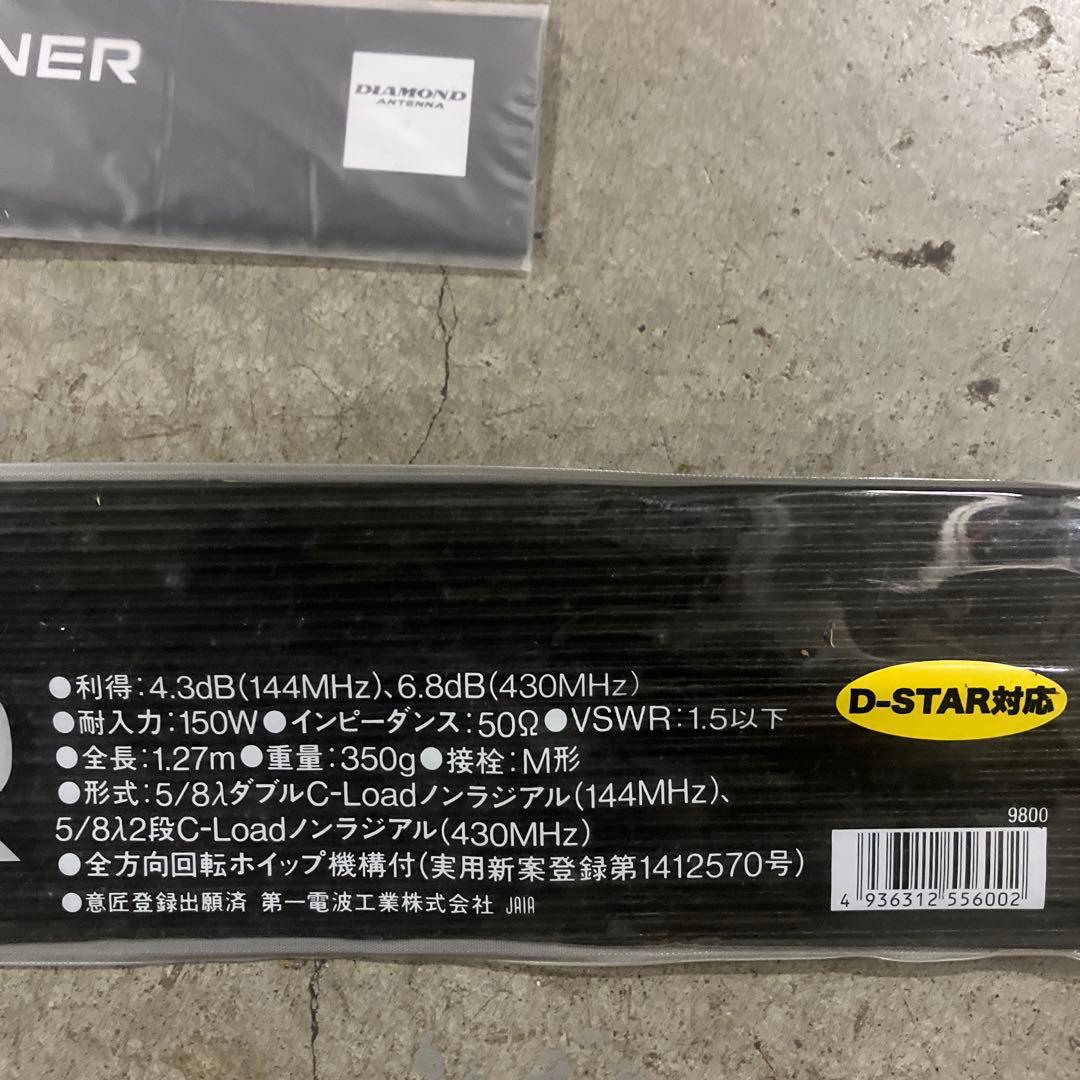 NER
DIAMOND
ANTENNA
●利得:4.3dB(144MHz)、6.8dB(430MHz)
●耐入力:150W●インピーダンス:50Ω●VSWR:1.5以下
●全長:1.27m●重量:350g●接栓:M形
●形式:5/8λダブルC-Loadノンラジアル(144MHz)、
5/8λ2段C-Loadノンラジアル(430MHz)
●全方向回転ホイップ機構付(実用新案登録第1412570号)
●意匠登録出願済 第一電波工業株式会社 JAIA
D-STAR対応
9800
4 936312 556002